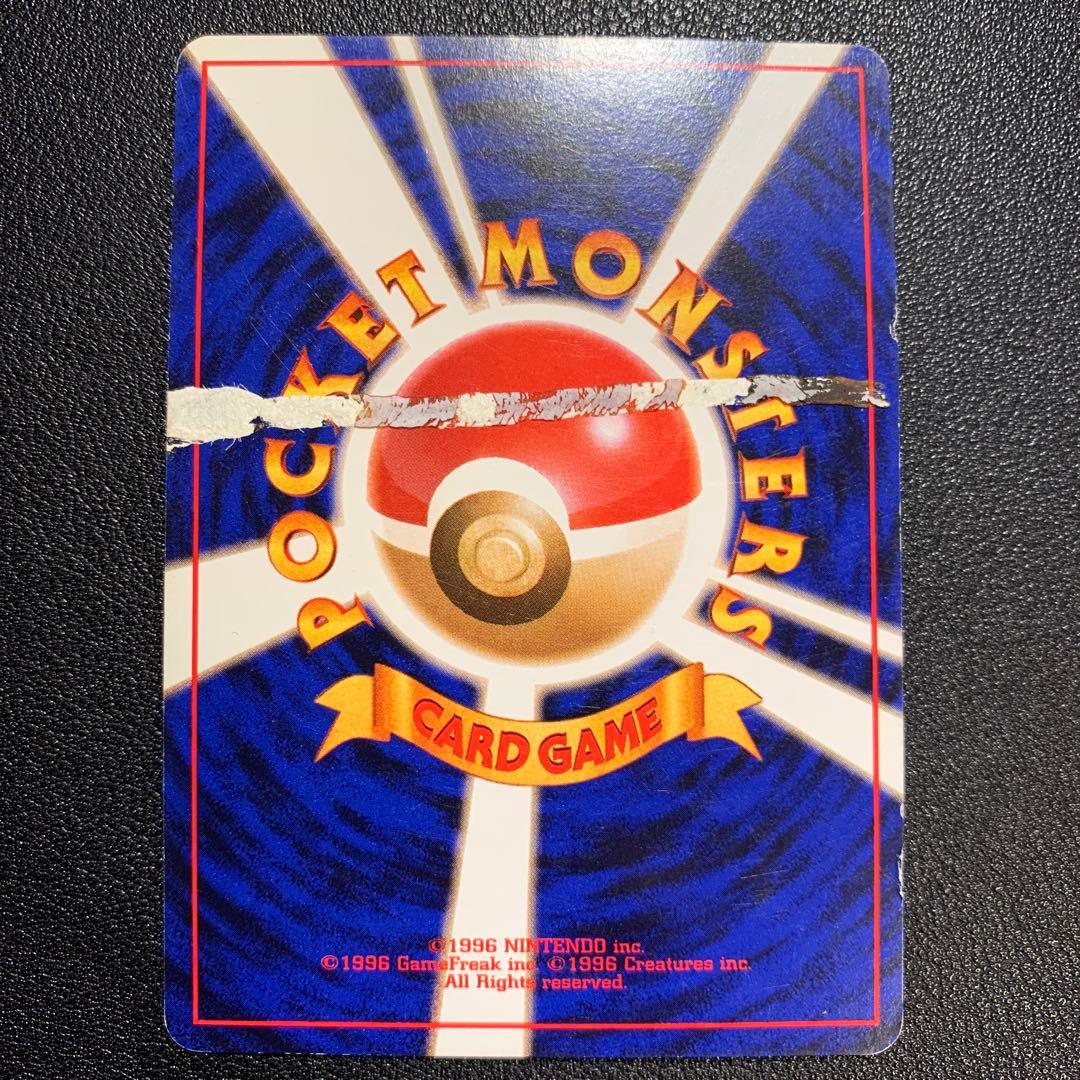 POCKET MONSTERS
CARD GAME
©1996 NINTENDO inc.
©1996 GameFreak inc. ©1996 Creatures inc.
All Rights reserved.